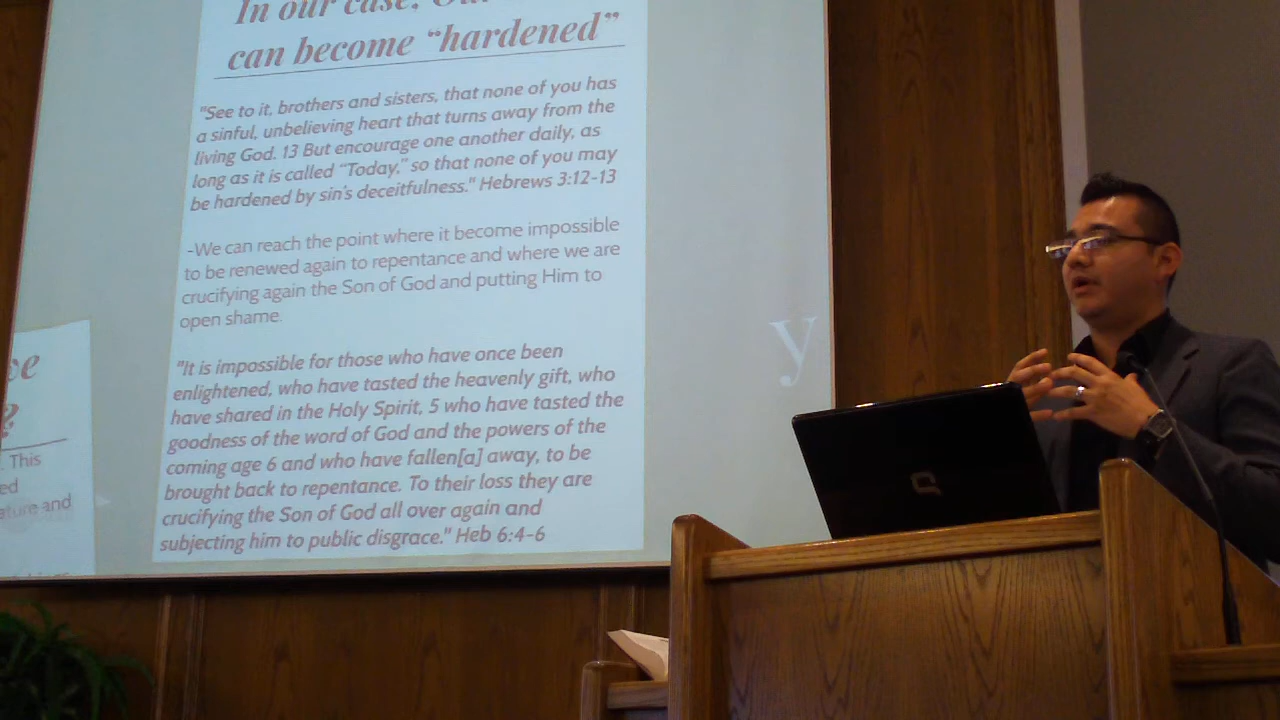 In our case,
can become “hardened”
"See to it, brothers and sisters, that none of you has
a sinful, unbelieving heart that turns away from the
living God. 13 But encourage one another daily, as
long as it is called “Today,” so that none of you may
be hardened by sin's deceitfulness." Hebrews 3:12-13
-We can reach the point where it become impossible
to be renewed again to repentance and where we are
crucifying again the Son of God and putting Him to
open shame.
"It is impossible for those who have once been
enlightened, who have tasted the heavenly gift, who
have shared in the Holy Spirit, 5 who have tasted the
goodness of the word of God and the powers of the
coming age 6 and who have fallen[a] away, to be
brought back to repentance. To their loss they are
crucifying the Son of God all over again and
subjecting him to public disgrace." Heb 6:4-6
. This
and
y